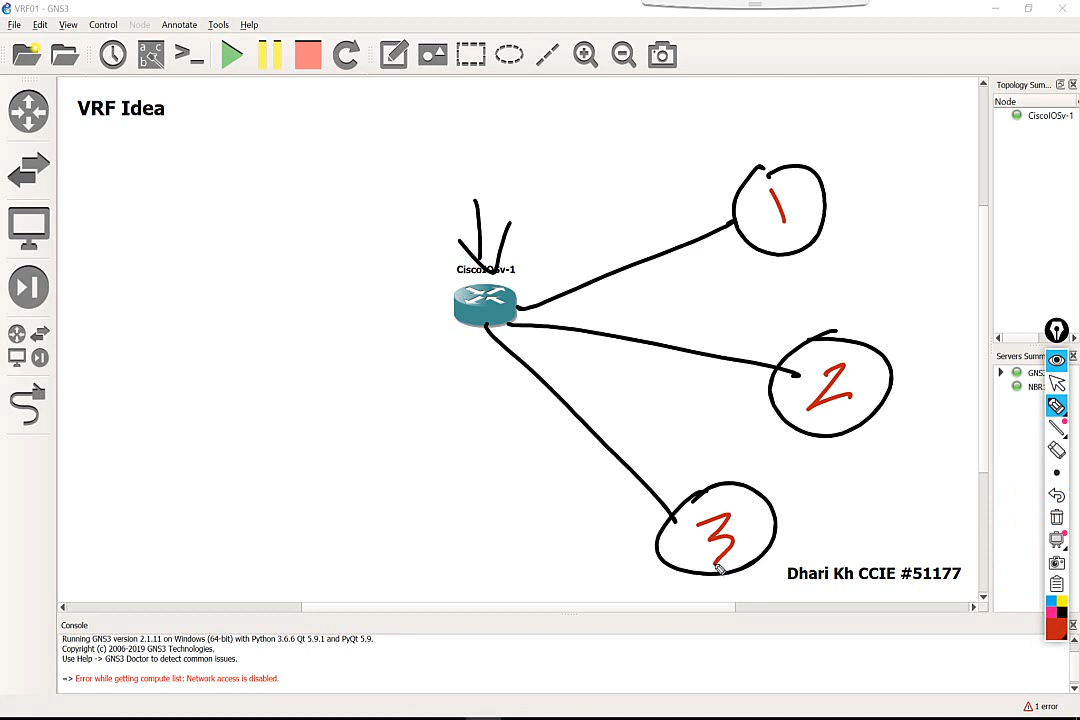 VRF01 - GNS3
File Edit View Control Node Annotate Tools Help
VRF Idea
1
CiscoIOSv-1
2
3
Dhari Kh CCIE #51177
Topology Sum...
Node
CiscoIOSv-1
Servers Summ
GNS3
NBR1
Console
Running GNS3 version 2.1.11 on Windows (64-bit) with Python 3.6.6 Qt 5.9.1 and PyQt 5.9.
Copyright (c) 2006-2019 GNS3 Technologies.
Use Help -> GNS3 Doctor to detect common issues.
=> Error while getting compute list: Network access is disabled.
1 error